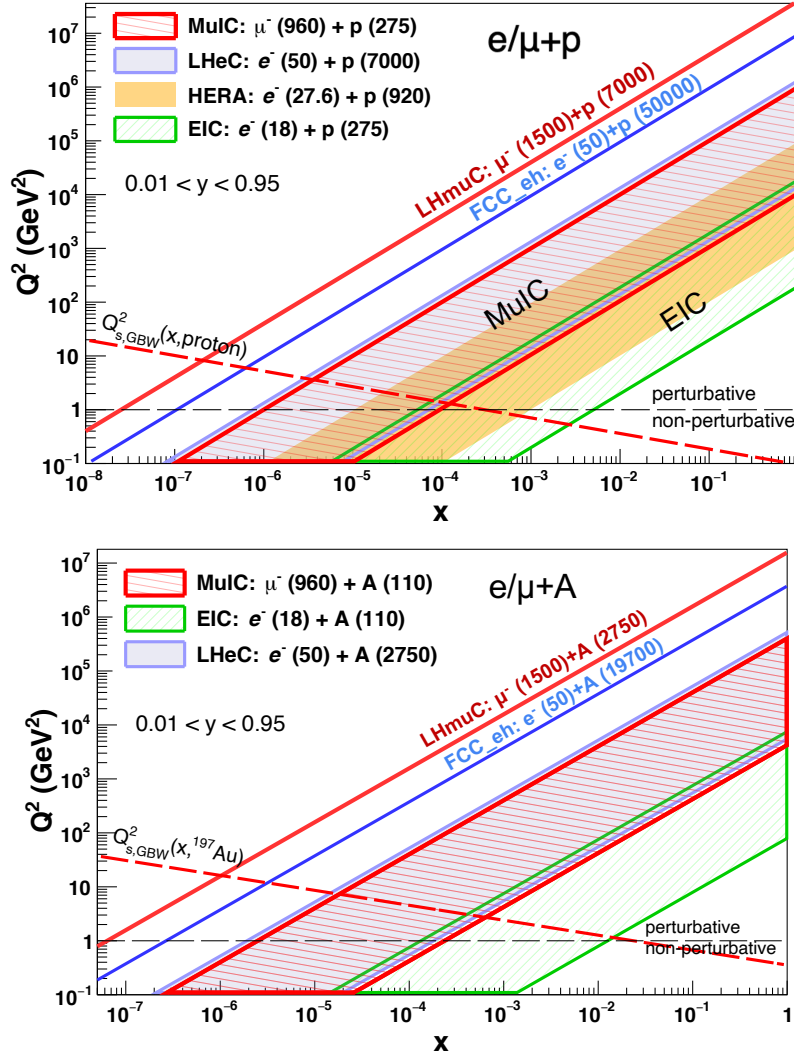 MuIC: μ⁻ (960) + p (275)
LHeC: e⁻ (50) + p (7000)
HERA: e⁻ (27.6) + p (920)
EIC: e⁻ (18) + p (275)
e/μ+p
0.01 < y < 0.95
LHmuC: μ⁻ (1500)+p (7000)
FCC_eh: e⁻ (50)+p (50000)
MuIC
EIC
Q²s,GBW(x,proton)
perturbative
non-perturbative
Q² (GeV²)
10⁷
10⁶
10⁵
10⁴
10³
10²
10
1
10⁻¹
10⁻⁸ 10⁻⁷ 10⁻⁶ 10⁻⁵ 10⁻⁴ 10⁻³ 10⁻² 10⁻¹
x
MuIC: μ⁻ (960) + A (110)
EIC: e⁻ (18) + A (110)
LHeC: e⁻ (50) + A (2750)
e/μ+A
0.01 < y < 0.95
LHmuC: μ⁻ (1500)+A (2750)
FCC_eh: e⁻ (50)+A (19700)
Q²s,GBW(x,¹⁹⁷Au)
perturbative
non-perturbative
Q² (GeV²)
10⁷
10⁶
10⁵
10⁴
10³
10²
10
1
10⁻¹
10⁻⁷ 10⁻⁶ 10⁻⁵ 10⁻⁴ 10⁻³ 10⁻² 10⁻¹ 1
x